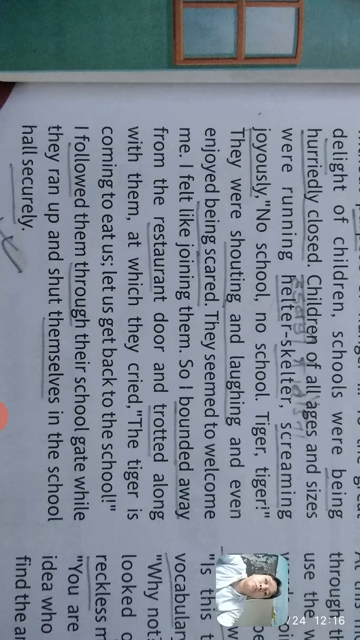 delight of children, schools were being
hurriedly closed. Children of all ages and sizes
were running helter-skelter, screaming
joyously,"No school, no school. Tiger, tiger!"
They were shouting and laughing and even
enjoyed being scared. They seemed to welcome
me. I felt like joining them. So I bounded away
from the restaurant door and trotted along
with them, at which they cried,"The tiger is
coming to eat us; let us get back to the school!"
I followed them through their school gate while
they ran up and shut themselves in the school
hall securely.
through
use the
"Is this
vocabular
"Why not
looked
reckless
"You are
idea who
find the
/24 12:16